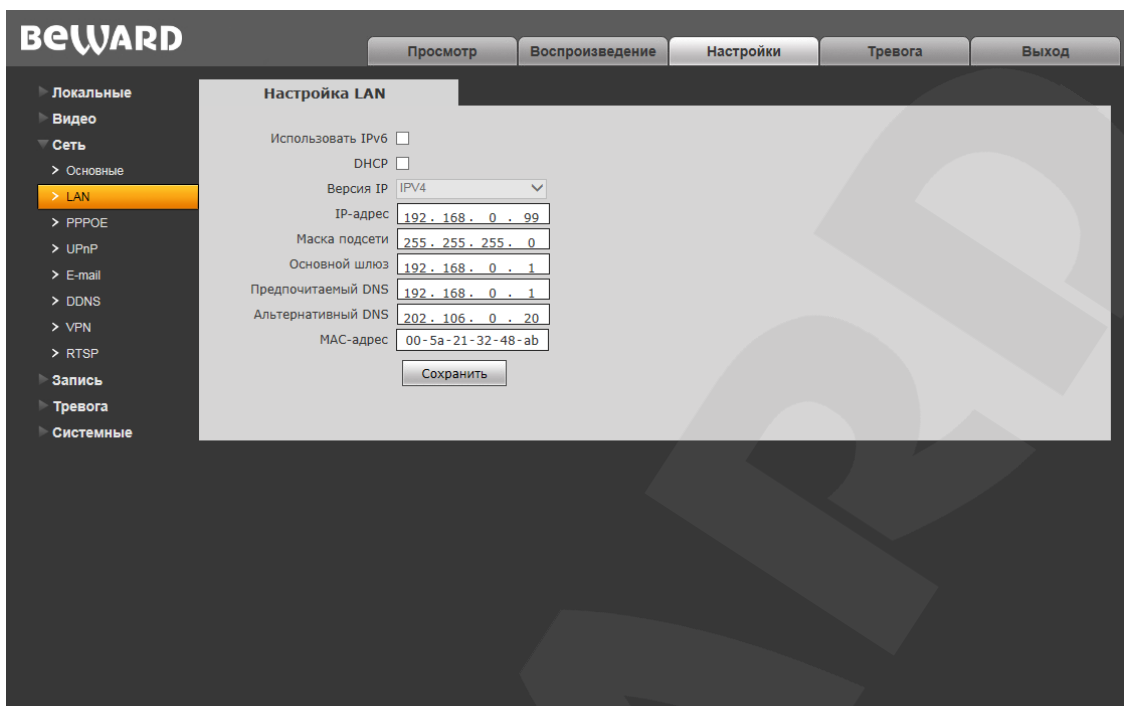 BEWARD
Просмотр Воспроизведение Настройки Тревога Выход
Локальные
Видео
Сеть
> Основные
> LAN
> PPPOE
> UPnP
> E-mail
> DDNS
> VPN
> RTSP
Запись
Тревога
Системные
Настройка LAN
Использовать IPv6
DHCP
Версия IP IPV4
IP-адрес 192. 168. 0 . 99
Маска подсети 255. 255. 255. 0
Основной шлюз 192. 168. 0 . 1
Предпочитаемый DNS 192. 168. 0 . 1
Альтернативный DNS 202. 106. 0 . 20
MAC-адрес 00-5a-21-32-48-ab
Сохранить